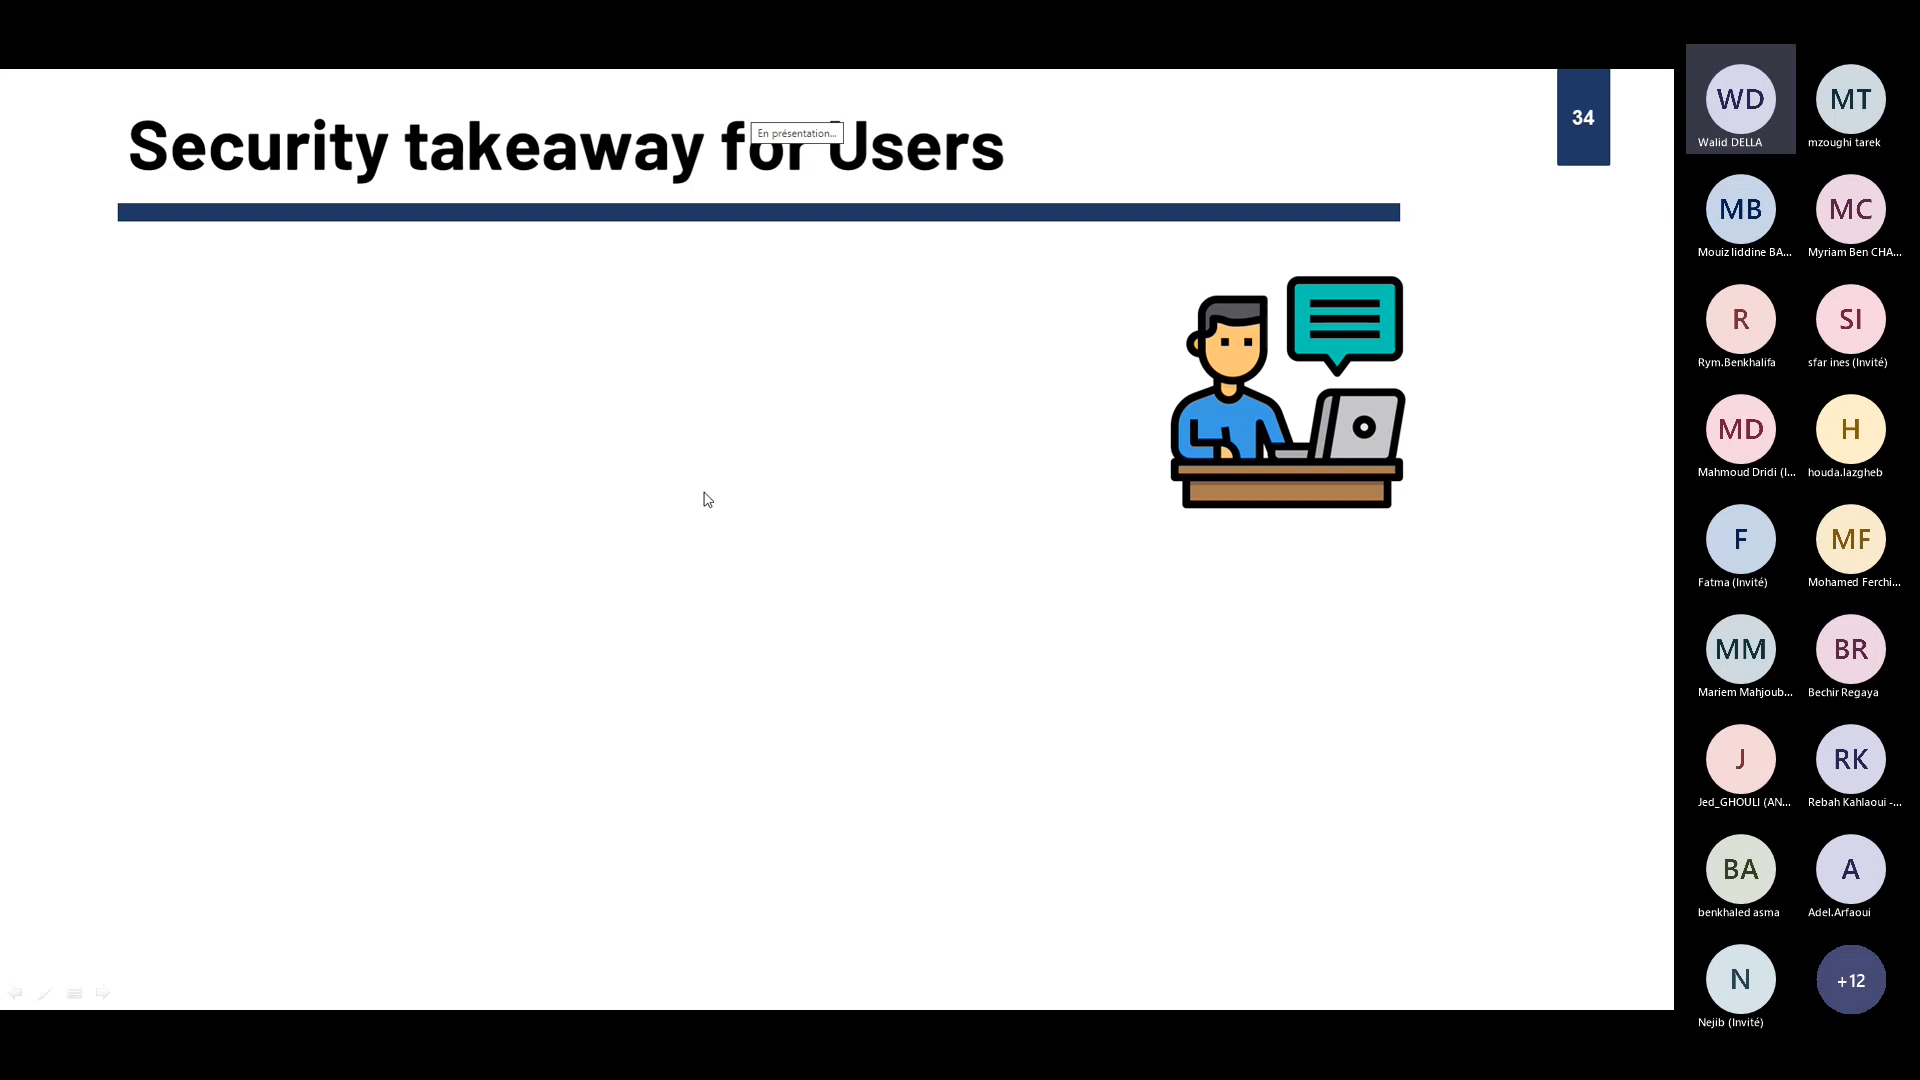 Security takeaway for Users
En présentation...
34
WD
Walid DELLA
MT
mzoughi tarek
MB
Mouiz liddine BA...
MC
Myriam Ben CHA...
R
Rym.Benkhalifa
SI
sfar ines (Invité)
MD
Mahmoud Dridi (I...
H
houda.lazgheb
F
Fatma (Invité)
MF
Mohamed Ferchi...
MM
Mariem Mahjoub...
BR
Bechir Regaya
J
Jed_GHOULI (AN...
RK
Rebah Kahlaoui -...
BA
benkhaled asma
A
Adel.Arfaoui
N
Nejib (Invité)
+12